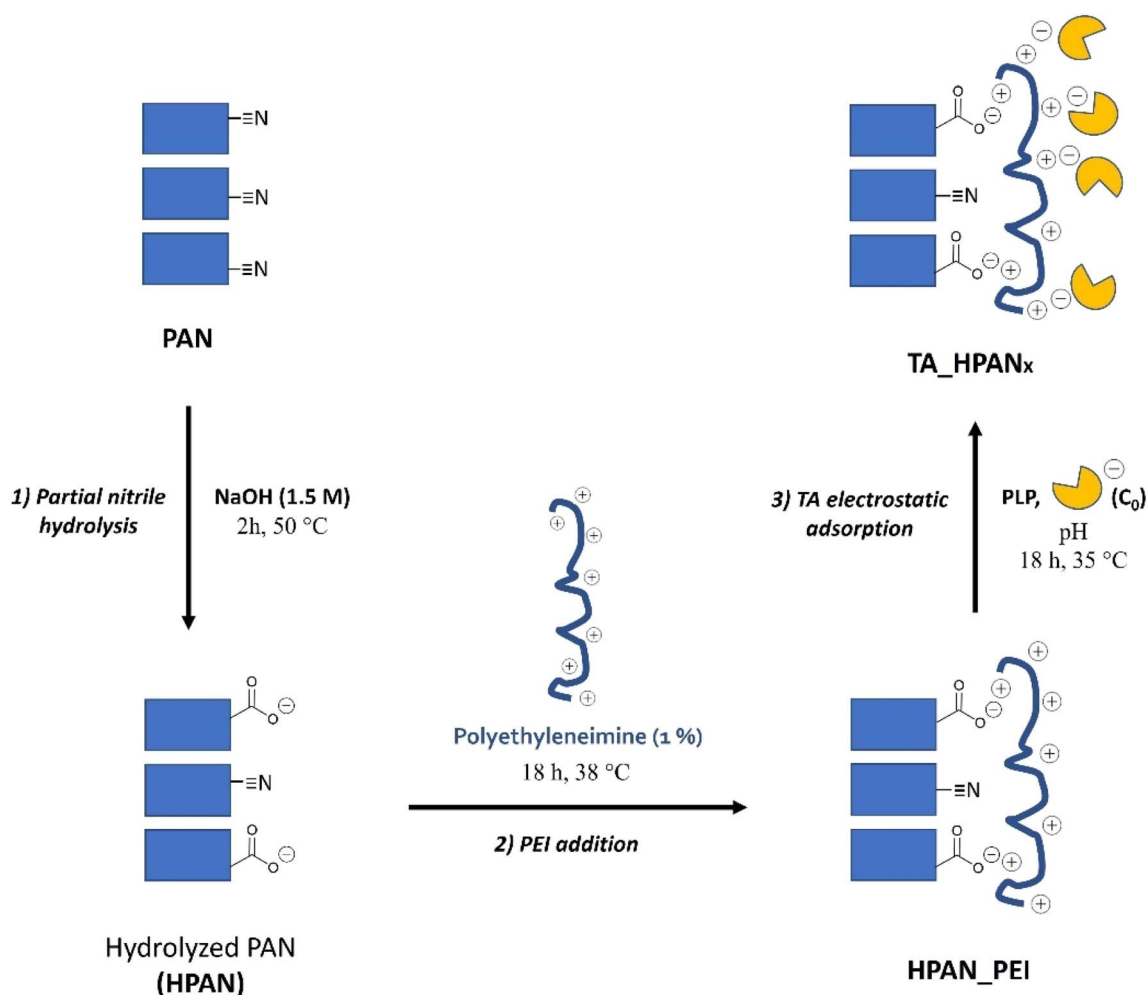 ≡N
≡N
≡N
PAN
1) Partial nitrile
hydrolysis
NaOH (1.5 M)
2h, 50 °C
O
O ⊖
≡N
O
O ⊖
Hydrolyzed PAN
(HPAN)
⊕
⊕
⊕
⊕
⊕
⊕
⊕
Polyethyleneimine (1 %)
18 h, 38 °C
2) PEI addition
O
O ⊖ ⊕
≡N
O
O ⊖ ⊕
⊕
⊕
⊕
⊕
⊕
HPAN_PEI
3) TA electrostatic
adsorption
PLP, ⊖ (C₀)
pH
18 h, 35 °C
O
O ⊖ ⊕
≡N
O
O ⊖ ⊕
⊕ ⊖
⊕ ⊖
⊕ ⊖
⊕
⊕ ⊖
TA_HPANx